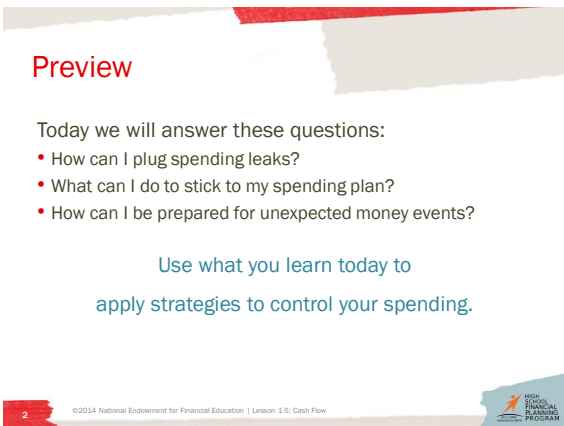 Preview
Today we will answer these questions:
• How can I plug spending leaks?
• What can I do to stick to my spending plan?
• How can I be prepared for unexpected money events?
Use what you learn today to
apply strategies to control your spending.
2
©2014 National Endowment for Financial Education | Lesson 1-5: Cash Flow
HIGH
SCHOOL
FINANCIAL
PLANNING
PROGRAM